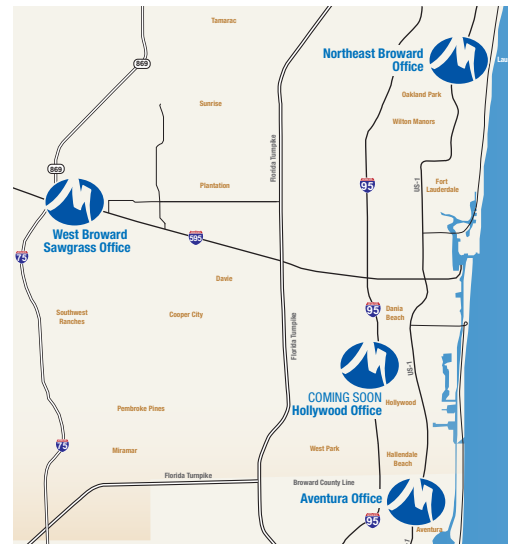 Tamarac
Northeast Broward
Office
Lau
869
Oakland Park
Sunrise
Wilton Manors
Florida Turnpike
869
95
US-1
Fort
Lauderdale
Plantation
West Broward
Sawgrass Office
595
75
Davie
Southwest
Ranches
Cooper City
95
Dania
Beach
Florida Turnpike
US-1
COMING SOON
Hollywood Office
Hollywood
Pembroke Pines
75
Miramar
West Park
Hallendale
Beach
Florida Turnpike
Broward County Line
Aventura Office
95
Aventura